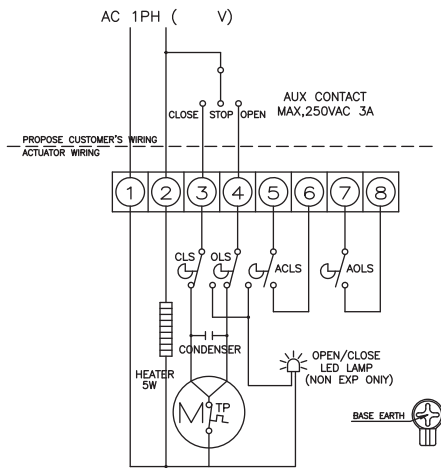 AC 1PH ( V)
AUX CONTACT
MAX,250VAC 3A
CLOSE STOP OPEN
PROPOSE CUSTOMER'S WIRING
ACTUATOR WIRING
1 2 3 4 5 6 7 8
CLS OLS ACLS AOLS
CONDENSER
HEATER
5W
OPEN/CLOSE
LED LAMP
(NON EXP ONLY)
M TP
BASE EARTH